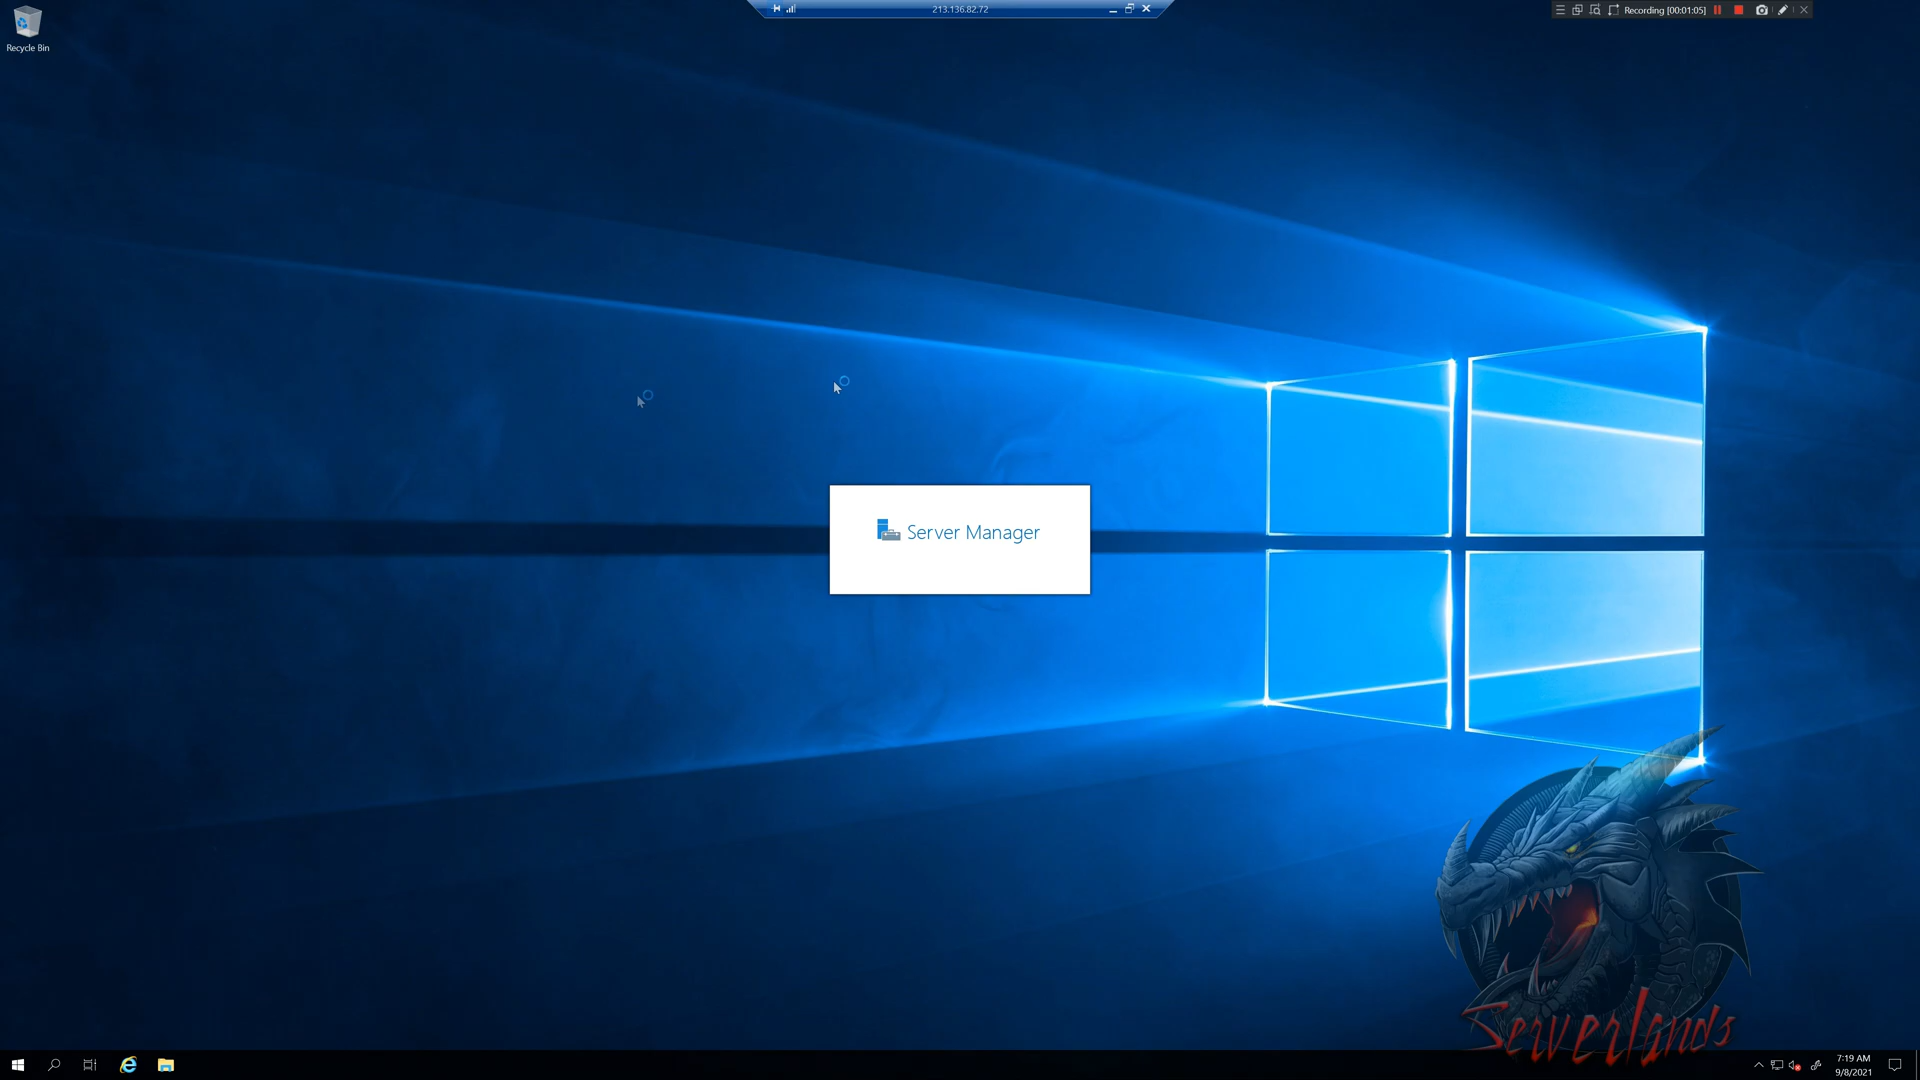 213.136.82.72
Recording [00:01:05]
Recycle Bin
Server Manager
Serverlands
7:19 AM
9/8/2021